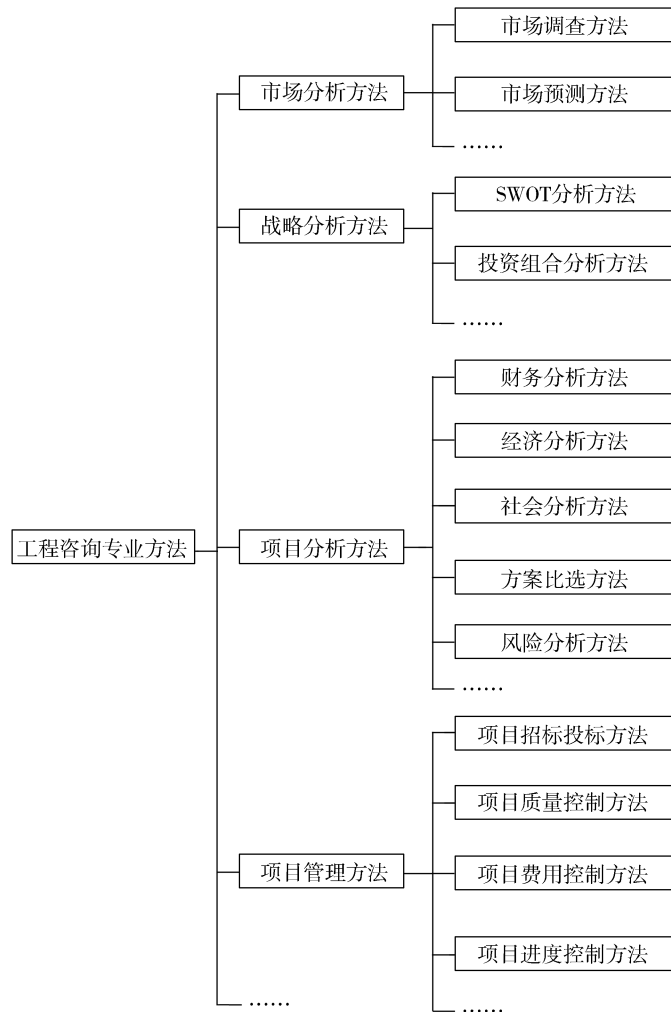 市场调查方法
市场分析方法
市场预测方法
……
SWOT分析方法
战略分析方法
投资组合分析方法
……
财务分析方法
经济分析方法
社会分析方法
工程咨询专业方法
项目分析方法
方案比选方法
风险分析方法
……
项目招标投标方法
项目质量控制方法
项目管理方法
项目费用控制方法
项目进度控制方法
……
……